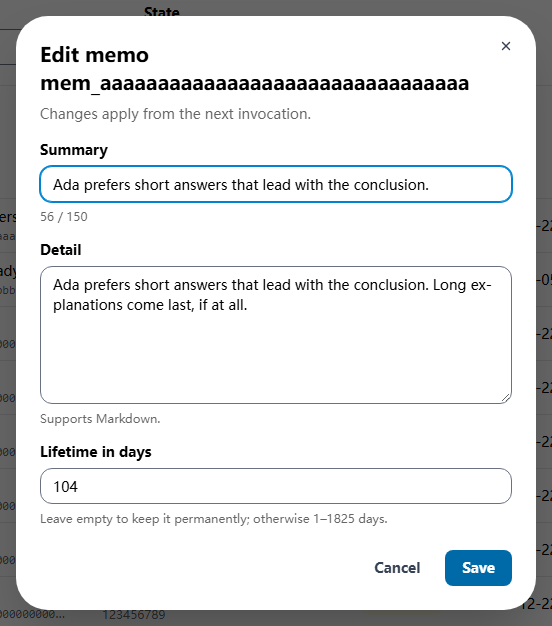 State
Edit memo
mem_aaaaaaaaaaaaaaaaaaaaaaaaaaaaaaaa
×
Changes apply from the next invocation.
Summary
Ada prefers short answers that lead with the conclusion.
56 / 150
Detail
Ada prefers short answers that lead with the conclusion. Long ex-
planations come last, if at all.
Supports Markdown.
Lifetime in days
104
Leave empty to keep it permanently; otherwise 1–1825 days.
Cancel
Save
123456789